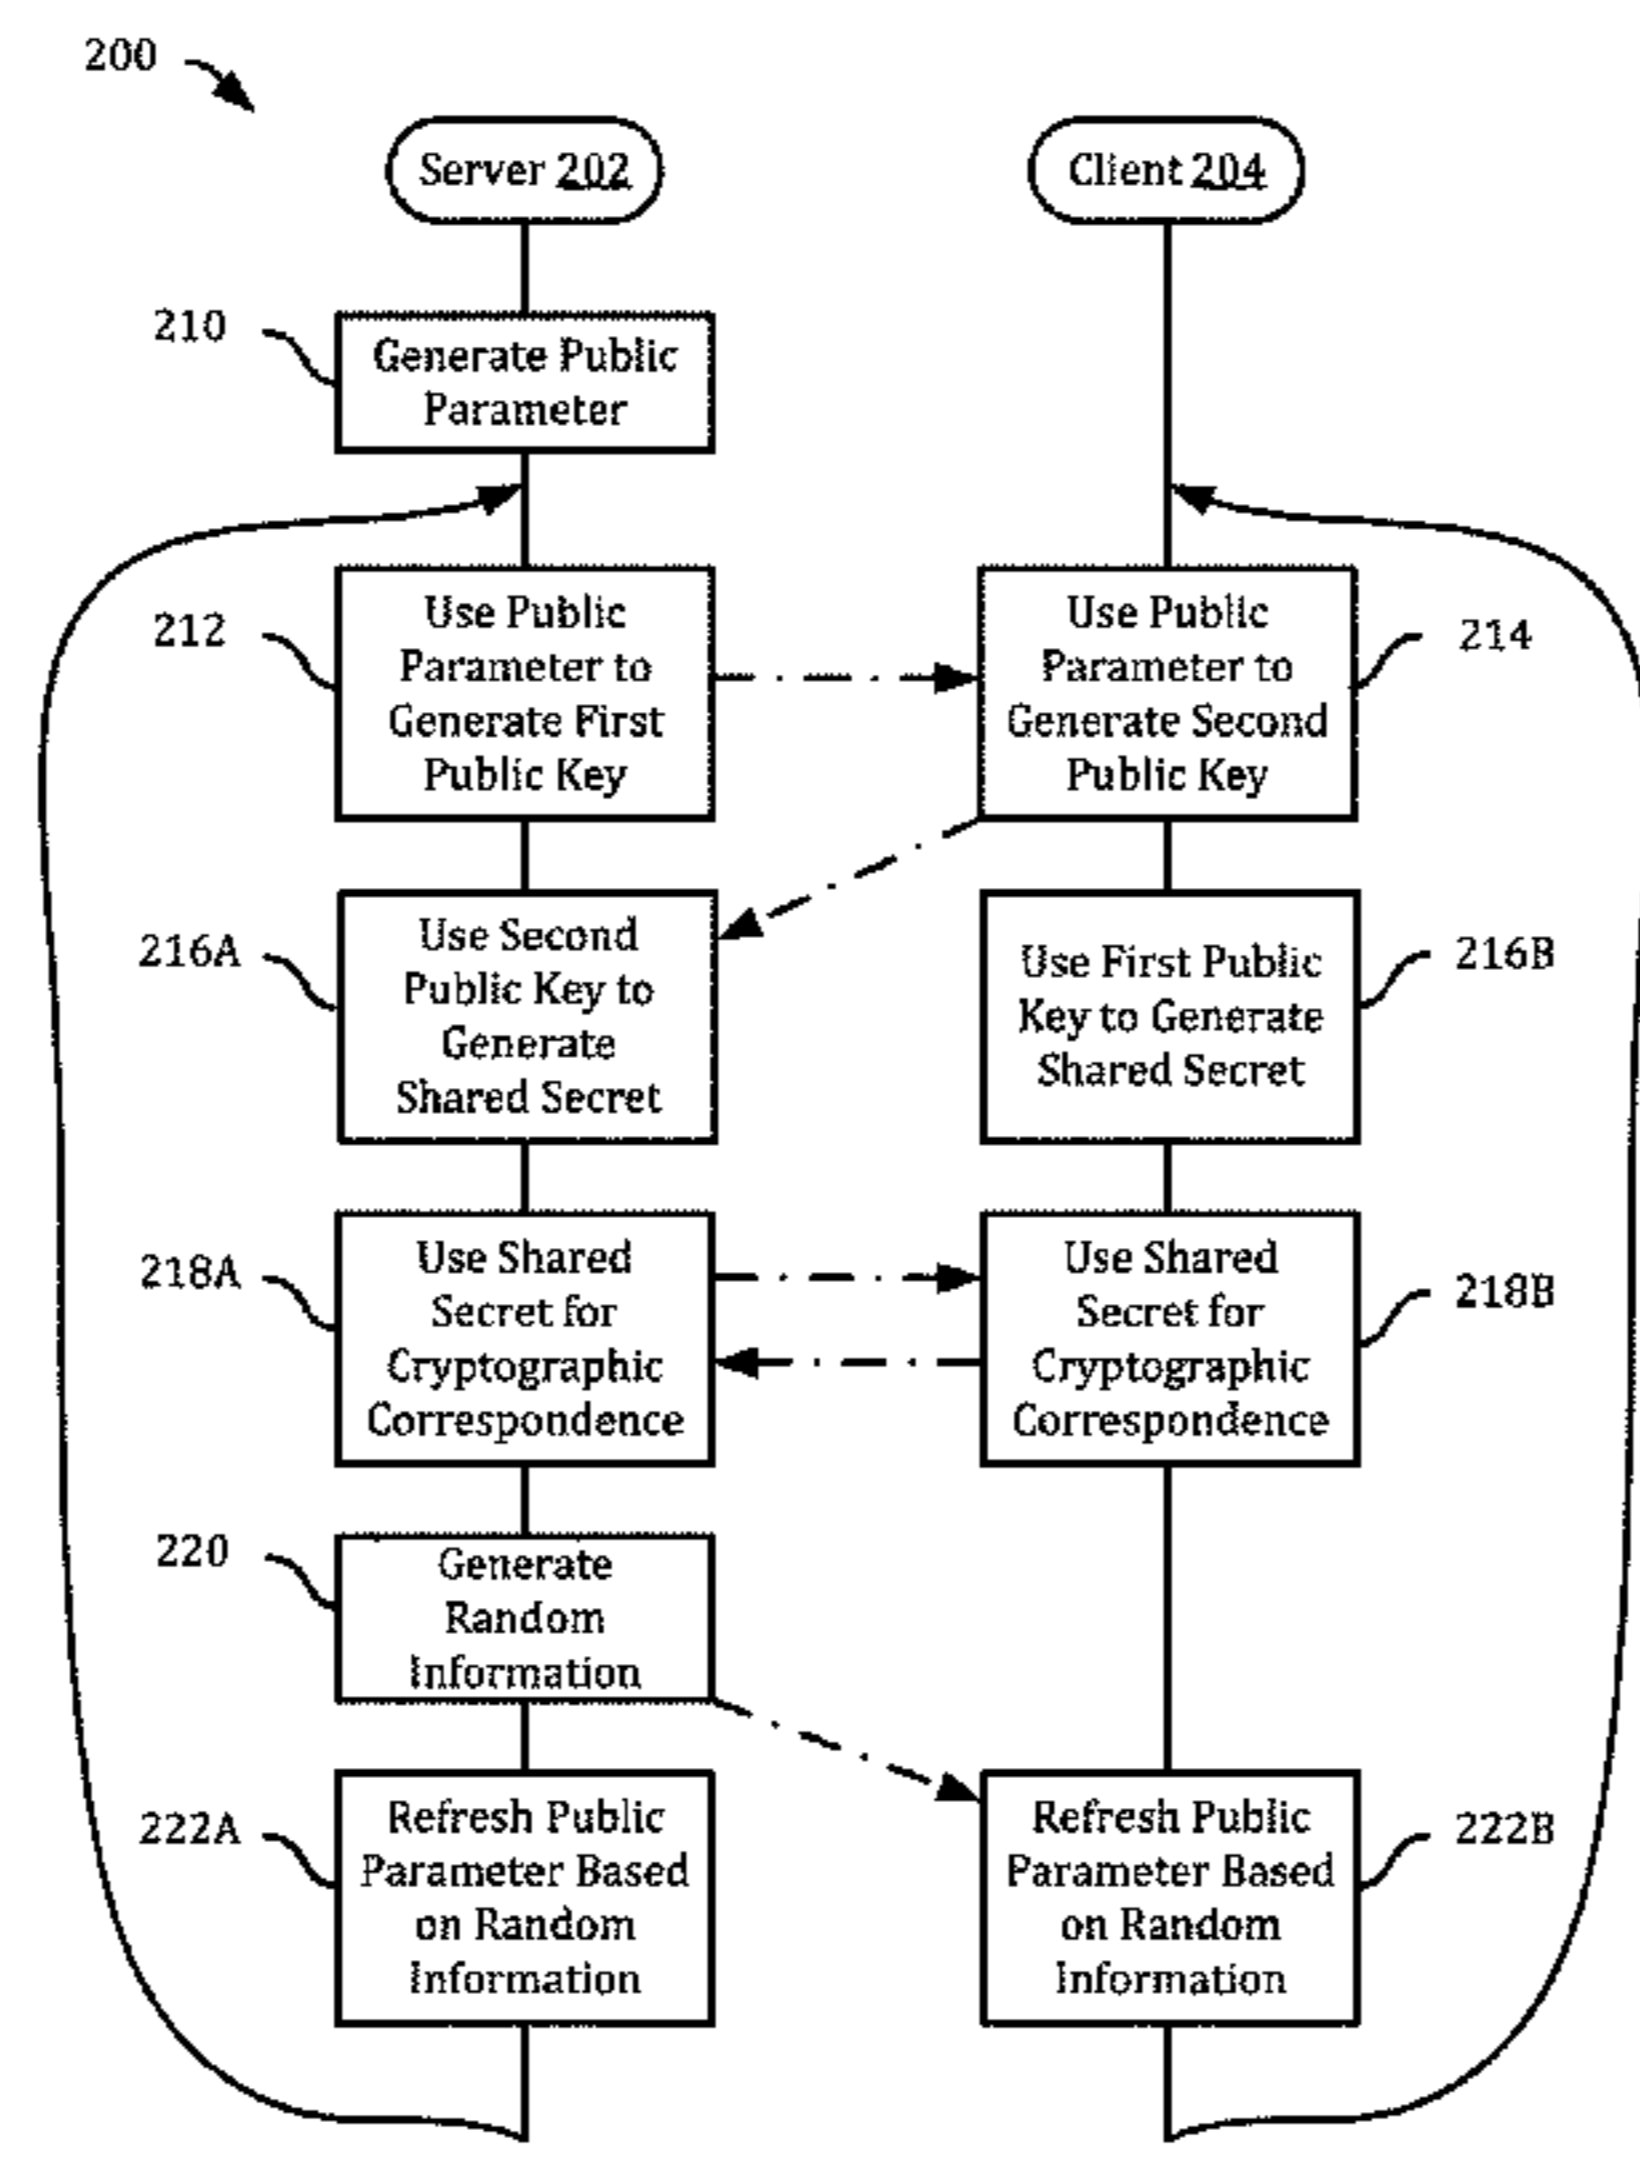 200
Server 202
Client 204
210
Generate Public
Parameter
212
Use Public
Parameter to
Generate First
Public Key
Use Public
Parameter to
Generate Second
Public Key
214
216A
Use Second
Public Key to
Generate
Shared Secret
Use First Public
Key to Generate
Shared Secret
216B
218A
Use Shared
Secret for
Cryptographic
Correspondence
Use Shared
Secret for
Cryptographic
Correspondence
218B
220
Generate
Random
Information
222A
Refresh Public
Parameter Based
on Random
Information
Refresh Public
Parameter Based
on Random
Information
222B